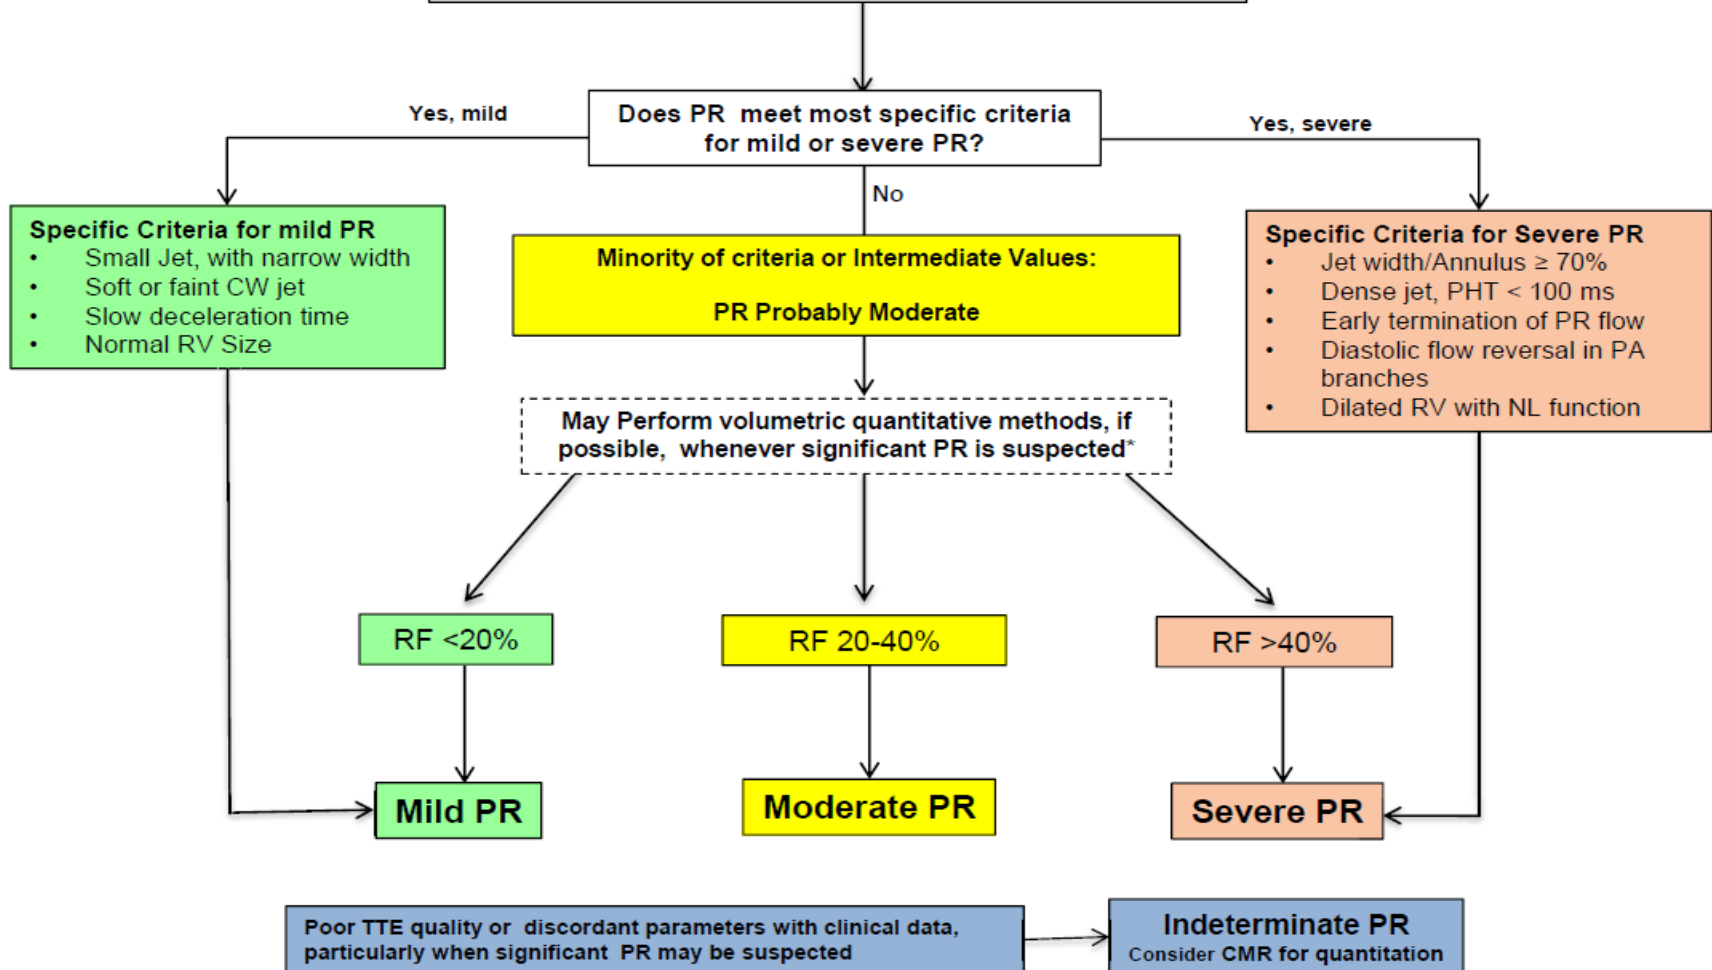 Yes, mild
Does PR meet most specific criteria
for mild or severe PR?
Yes, severe
No
Specific Criteria for mild PR
• Small Jet, with narrow width
• Soft or faint CW jet
• Slow deceleration time
• Normal RV Size
Minority of criteria or Intermediate Values:
PR Probably Moderate
Specific Criteria for Severe PR
• Jet width/Annulus ≥ 70%
• Dense jet, PHT < 100 ms
• Early termination of PR flow
• Diastolic flow reversal in PA
branches
• Dilated RV with NL function
May Perform volumetric quantitative methods, if
possible, whenever significant PR is suspected*
RF <20%
RF 20-40%
RF >40%
Mild PR
Moderate PR
Severe PR
Poor TTE quality or discordant parameters with clinical data,
particularly when significant PR may be suspected
Indeterminate PR
Consider CMR for quantitation